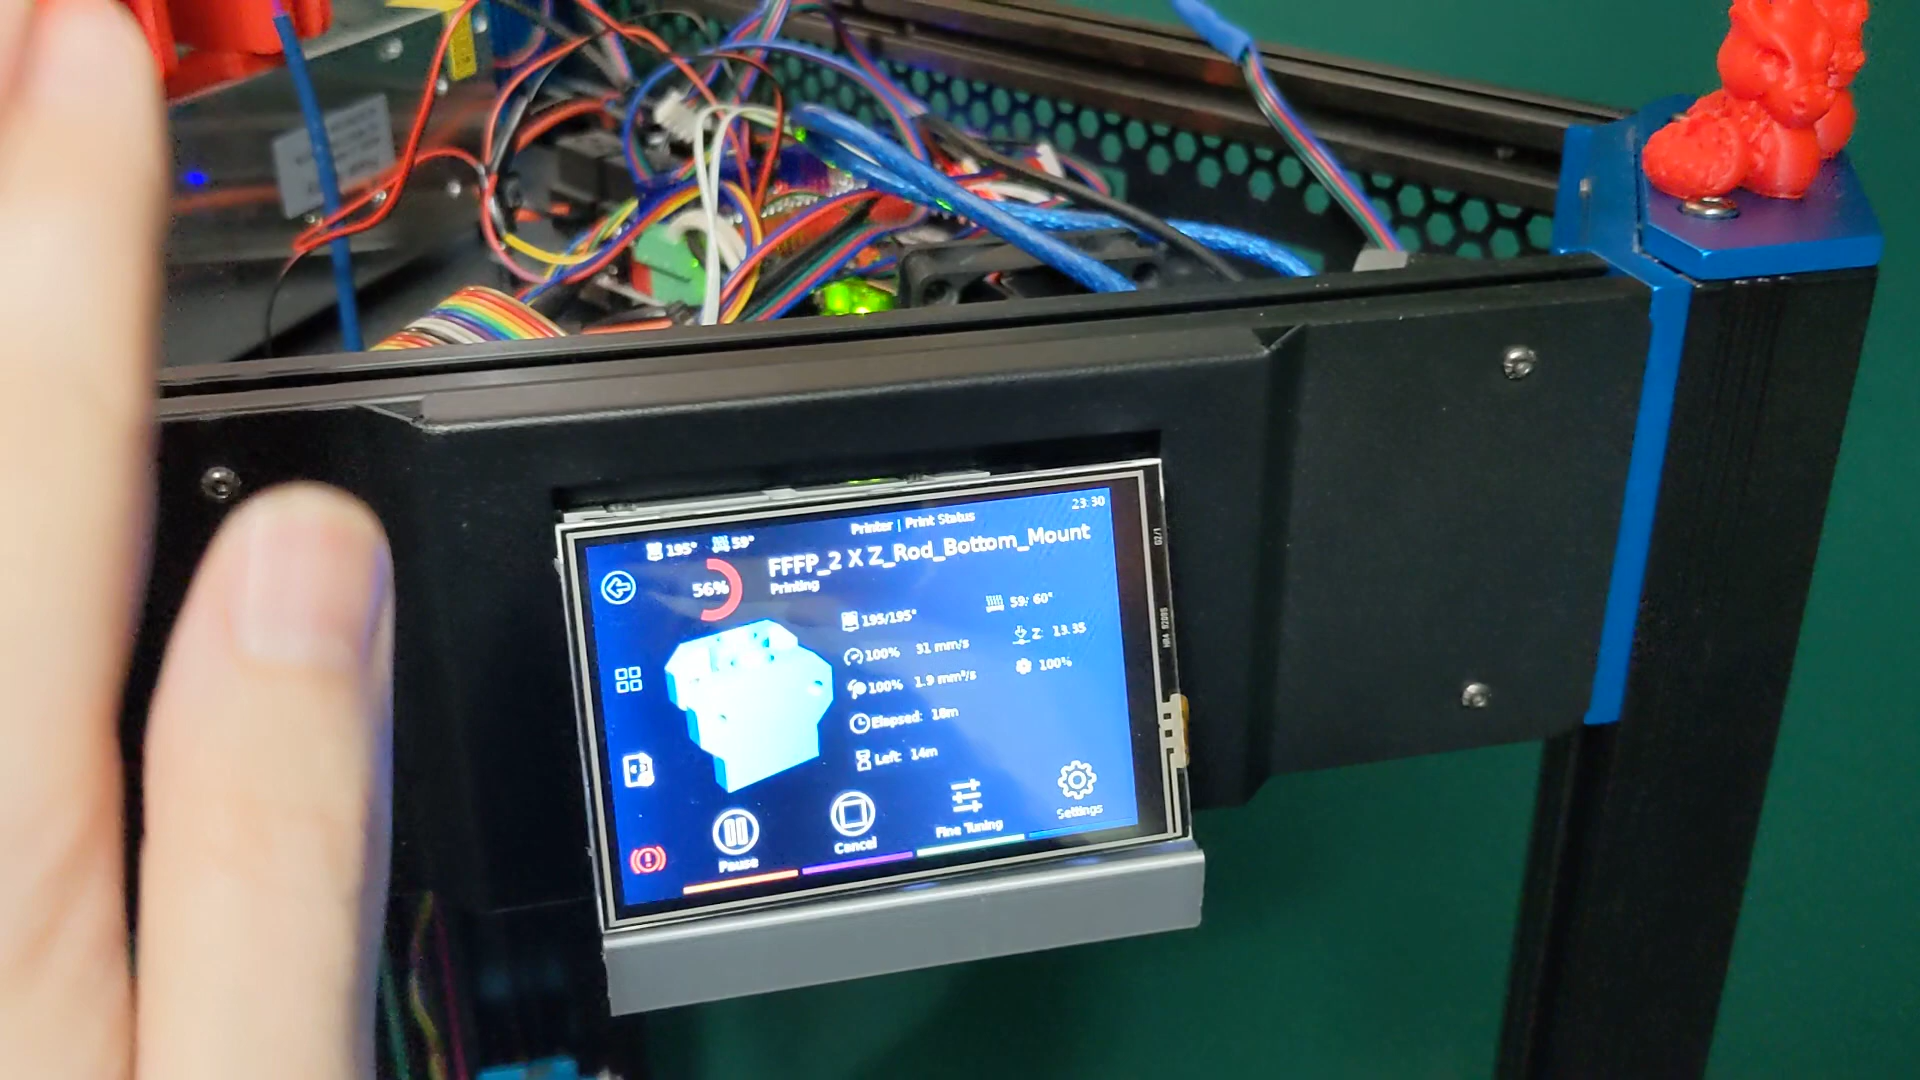 Printer | Print Status
23:30
195° 59°
56%
FFFP_2 X Z_Rod_Bottom_Mount
Printing
195/195° 59/ 60°
100% 31 mm/s Z: 13.35
100% 1.9 mm³/s 100%
Elapsed: 18m
Left: 14m
Pause
Cancel
Fine Tuning
Settings